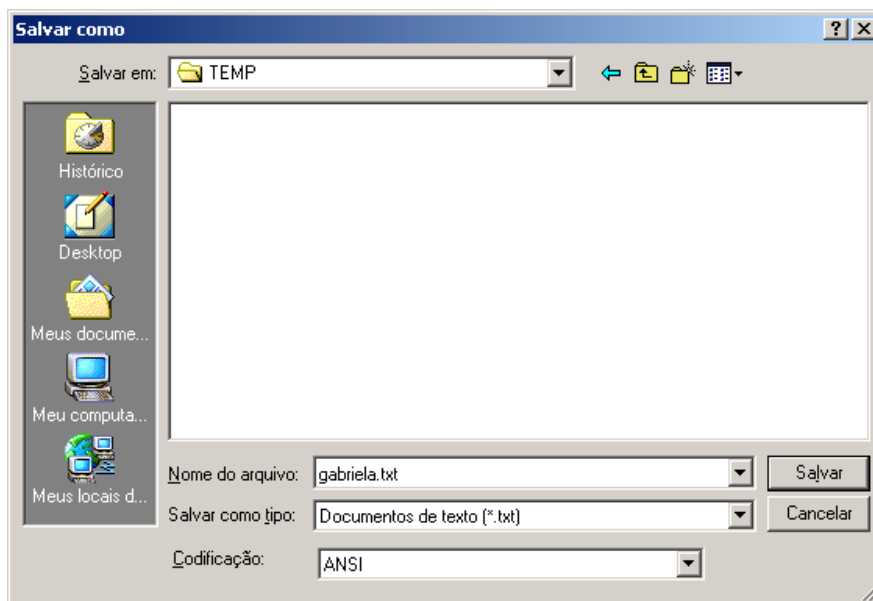 Salvar como
Salvar em: TEMP
Histórico
Desktop
Meus docume...
Meu computa...
Meus locais d...
Nome do arquivo: gabriela.txt Salvar
Salvar como tipo: Documentos de texto (*.txt) Cancelar
Codificação: ANSI